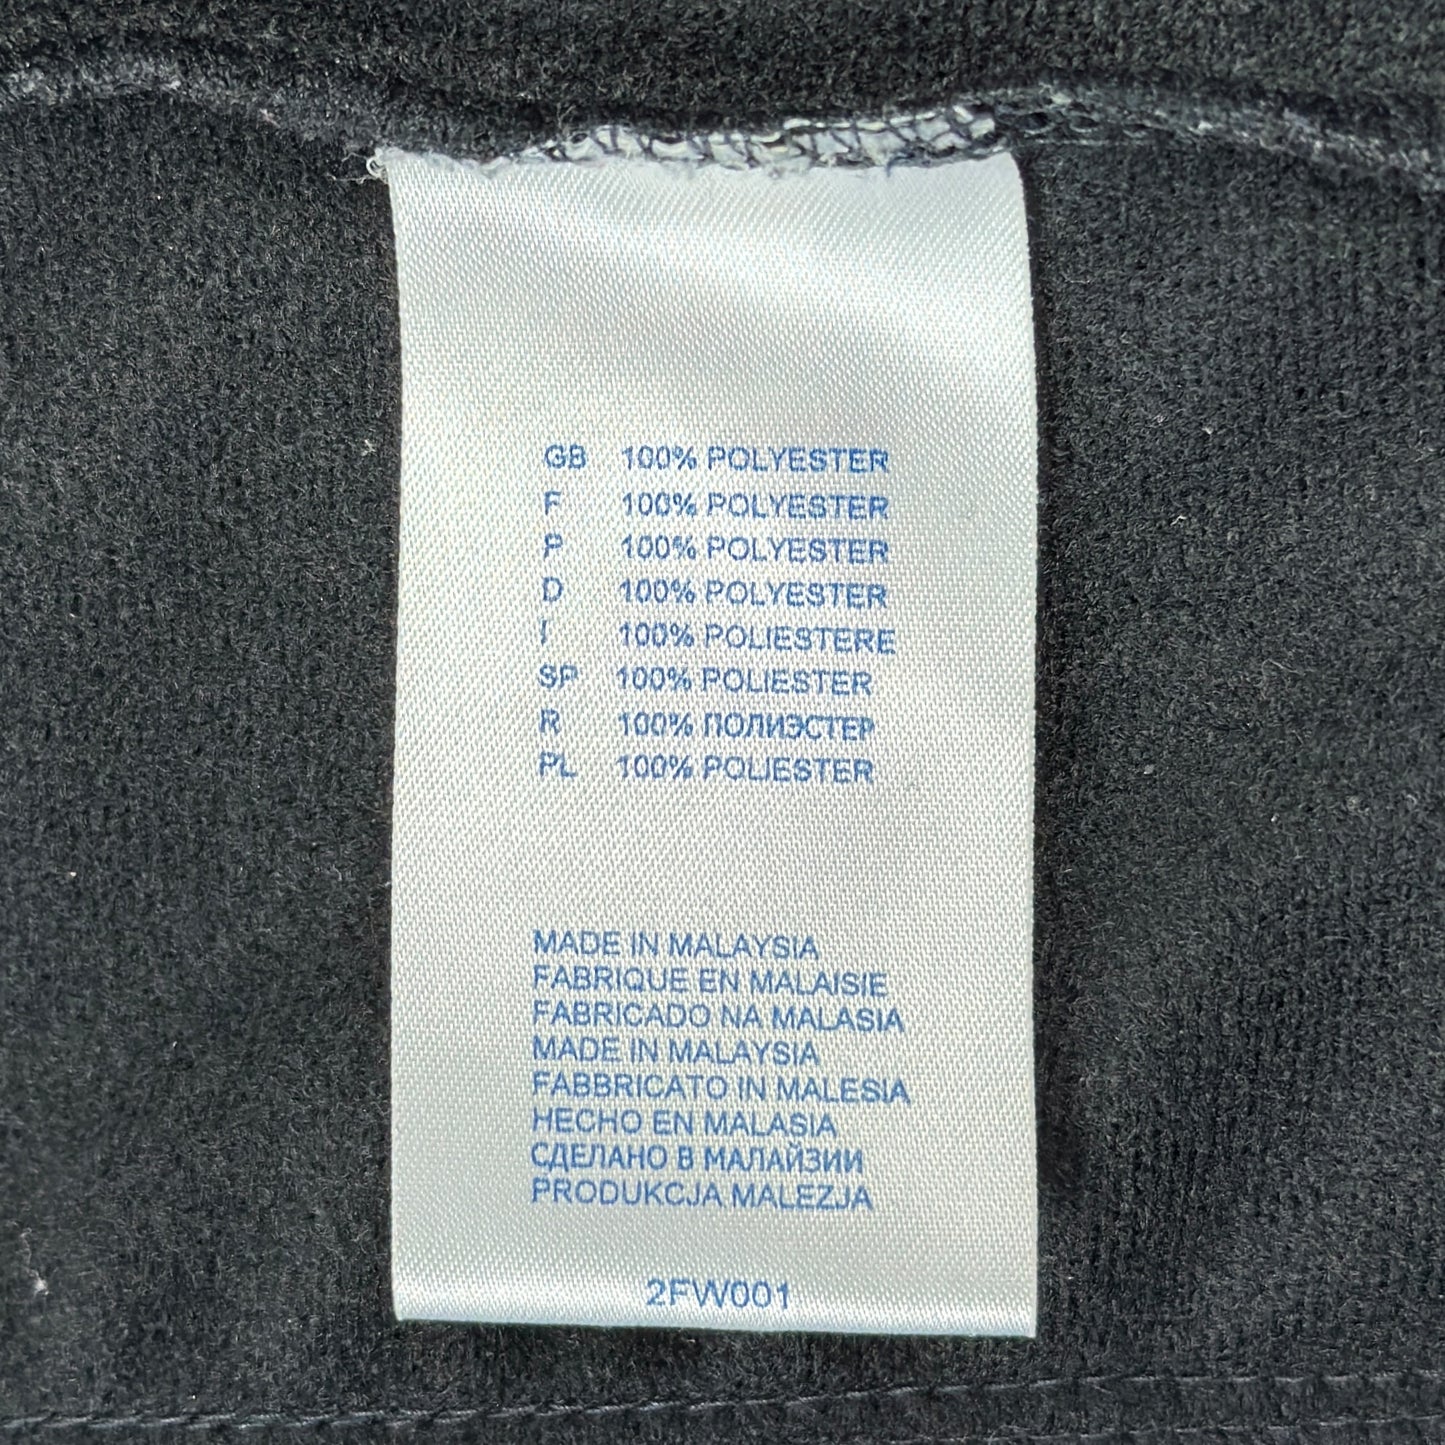 GB 100% POLYESTER
F 100% POLYESTER
P 100% POLYESTER
D 100% POLYESTER
I 100% POLIESTERE
SP 100% POLIESTER
R 100% ПОЛИЭСТЕР
PL 100% POLIESTER
MADE IN MALAYSIA
FABRIQUE EN MALAISIE
FABRICADO NA MALASIA
MADE IN MALAYSIA
FABBRICATO IN MALESIA
HECHO EN MALASIA
СДЕЛАНО В МАЛАЙЗИИ
PRODUKCJA MALEZJA
2FW001